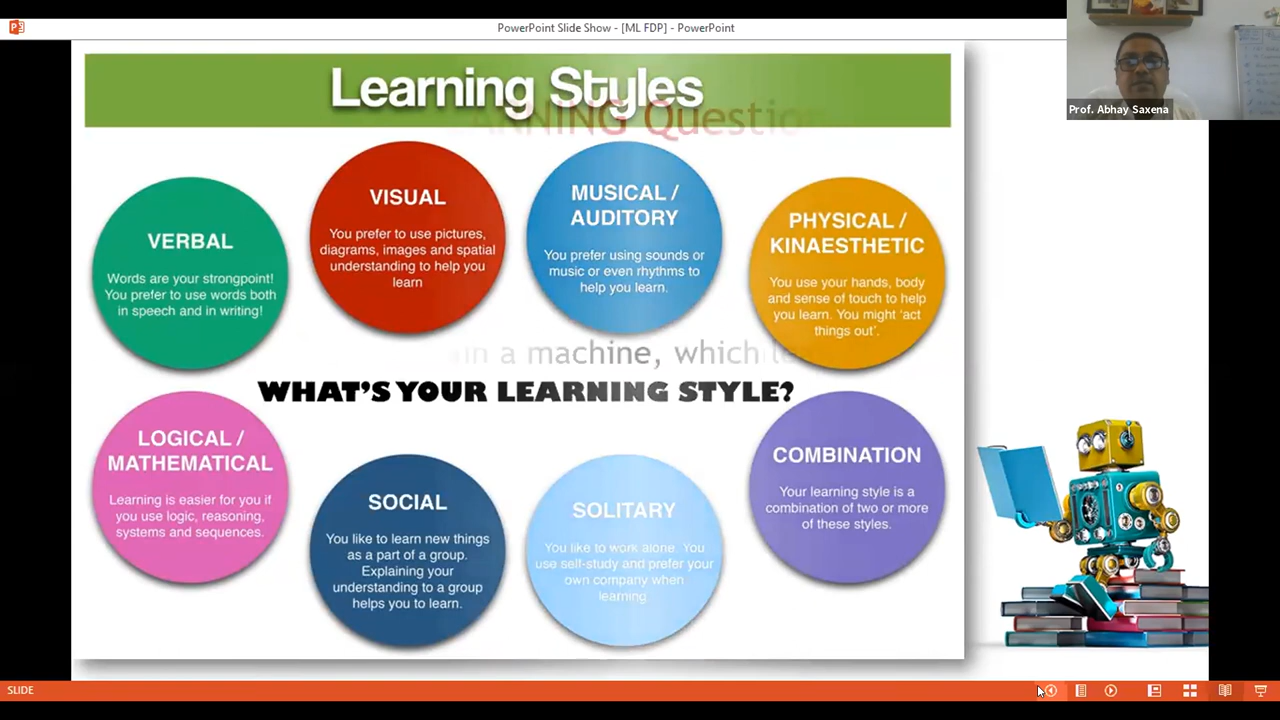 PowerPoint Slide Show - [ML FDP] - PowerPoint
Prof. Abhay Saxena
Learning Styles
VERBAL
Words are your strongpoint!
You prefer to use words both
in speech and in writing!
VISUAL
You prefer to use pictures,
diagrams, images and spatial
understanding to help you
learn
MUSICAL /
AUDITORY
You prefer using sounds or
music or even rhythms to
help you learn.
PHYSICAL /
KINAESTHETIC
You use your hands, body
and sense of touch to help
you learn. You might ‘act
things out’.
a machine, which
WHAT'S YOUR LEARNING STYLE?
LOGICAL /
MATHEMATICAL
Learning is easier for you if
you use logic, reasoning,
systems and sequences.
SOCIAL
You like to learn new things
as a part of a group.
Explaining your
understanding to a group
helps you to learn.
SOLITARY
You like to work alone. You
use self-study and prefer your
own company when
learning.
COMBINATION
Your learning style is a
combination of two or more
of these styles.
SLIDE